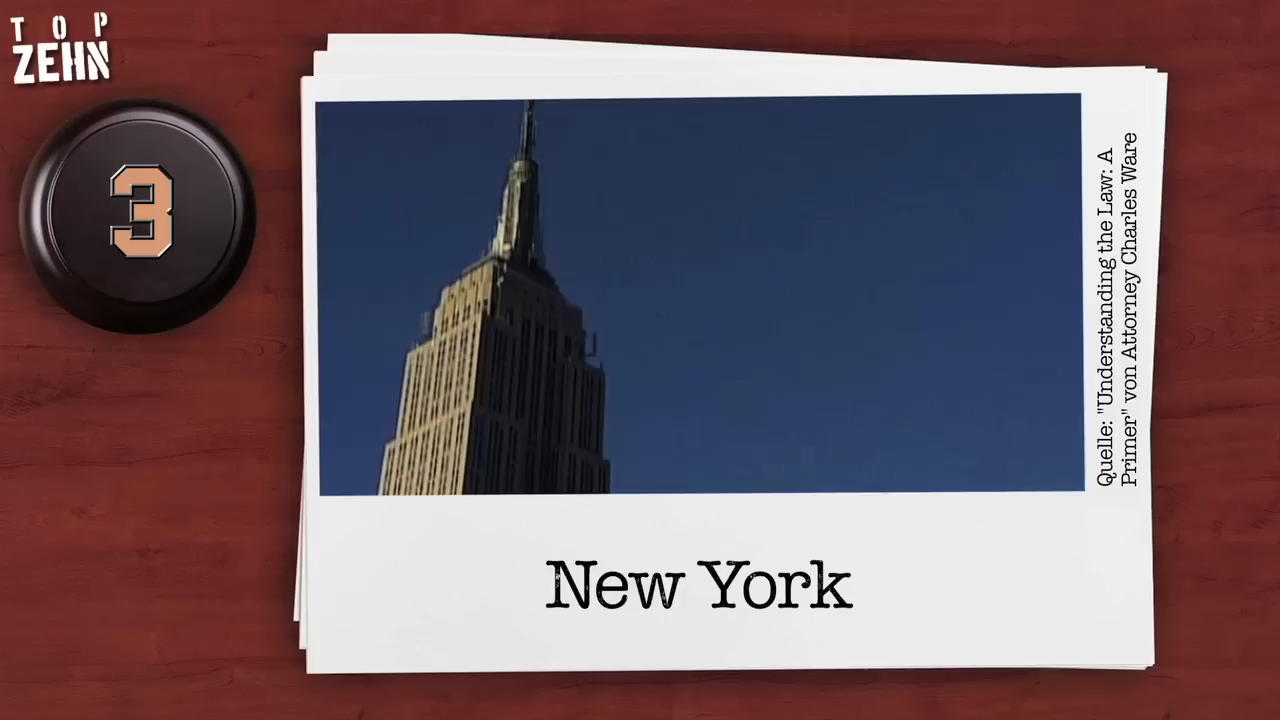 TOP
ZEHN
3
Quelle: "Understanding the Law: A
Primer" von Attorney Charles Ware
New York